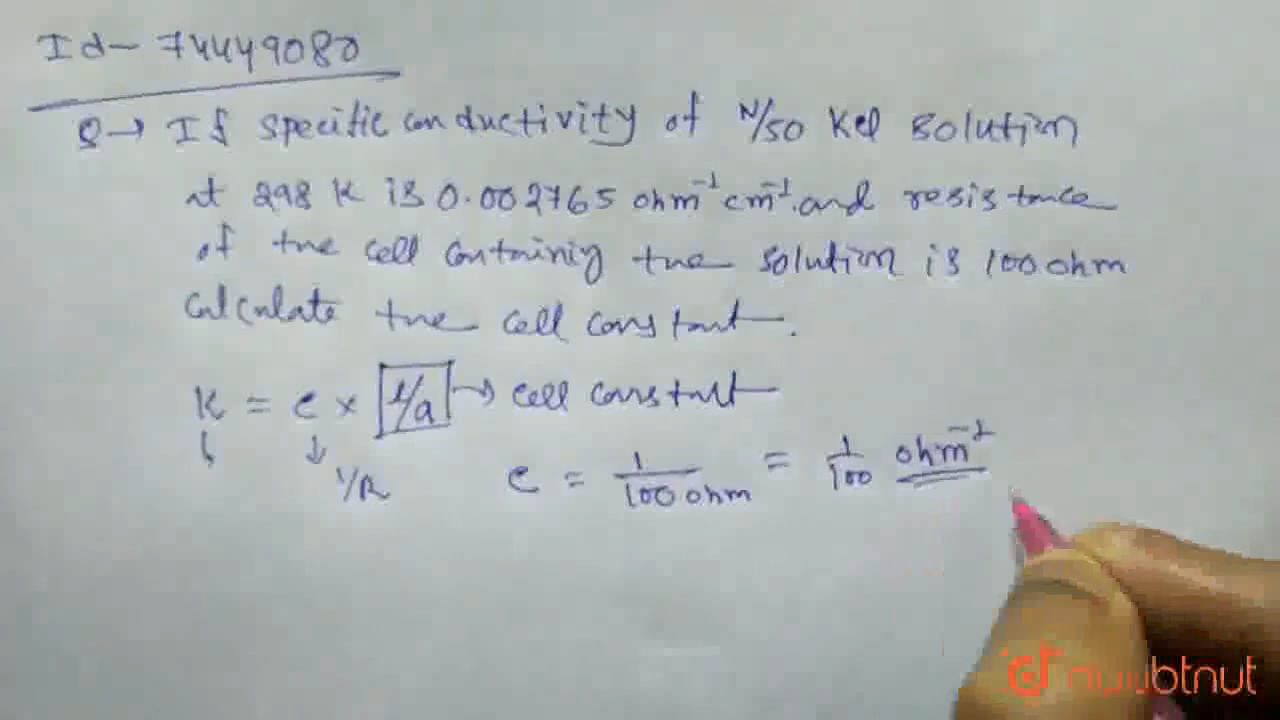 Id- 74449080
Q → If specific conductivity of N/50 KCl solution
at 298 K is 0.002765 ohm⁻¹ cm⁻¹. and resistance
of the cell containig the solution is 100 ohm
Calculate the cell constant.
K = C × l/a → cell constant
↓ ↓ 1/R
C = 1/100 ohm = 1/100 ohm⁻¹
doubtnut